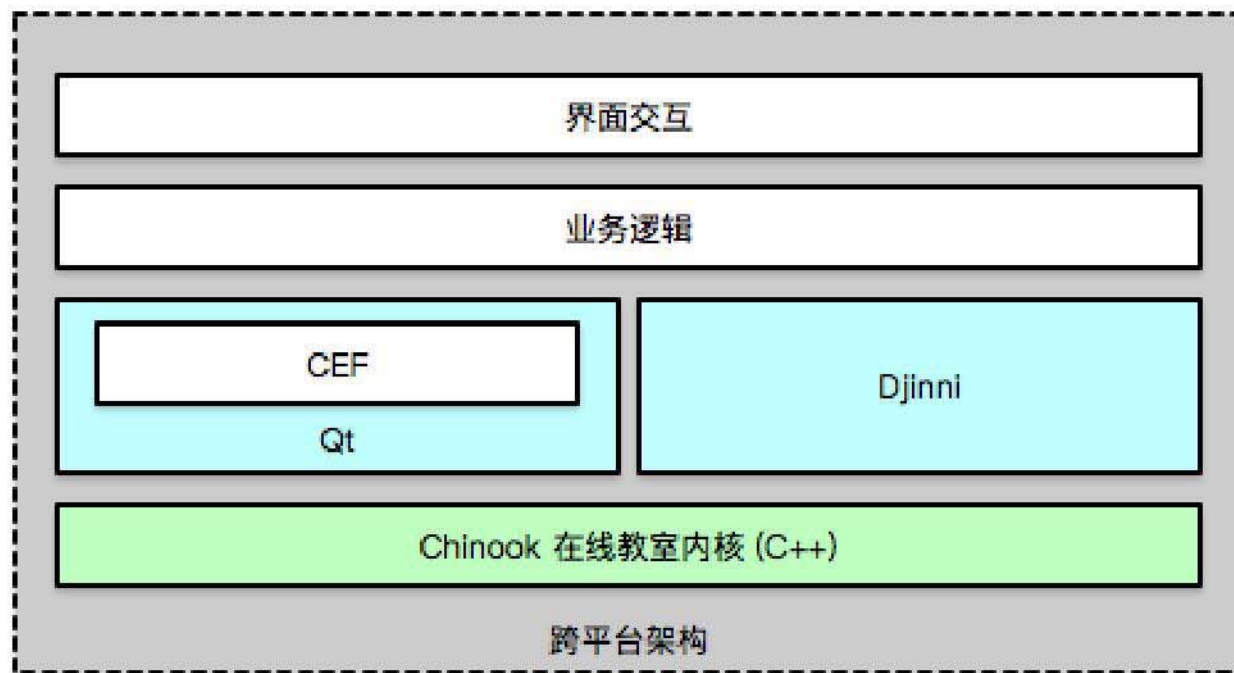 界面交互
业务逻辑
CEF
Qt
Djinni
Chinook 在线教室内核 (C++)
跨平台架构